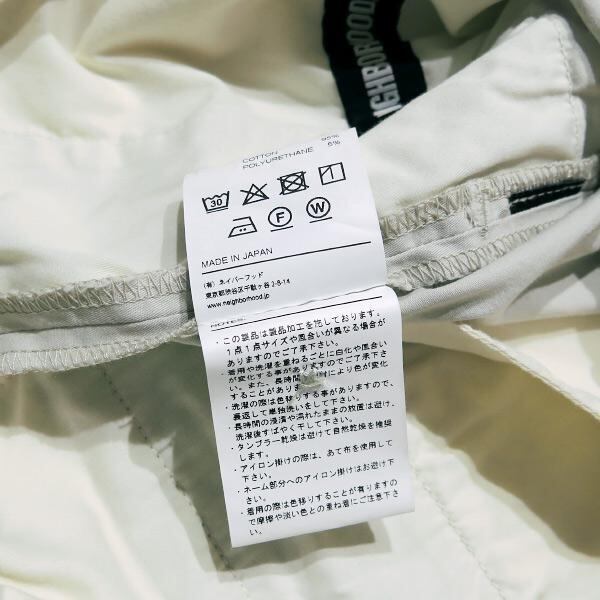 NEIGHBORHOOD
COTTON 95%
POLYURETHANE 5%
30
F
W
MADE IN JAPAN
(有) ネイバーフッド
東京都渋谷区千駄ヶ谷 2-8-14
www.neighborhood.jp
NOTES:
・この製品は製品加工を施しております。
1点1点サイズや風合いが異なる場合が
ありますのでご了承下さい。
・着用や洗濯を重ねるごとに白化や風合い
が変化する事がありますのでご了承下さ
い。また、長時間
により色が変化
することがあります。
・洗濯の際は色移りする事がありますので、
裏返して単独洗いをして下さい。
・長時間の浸漬や濡れたままの放置は避け、
洗濯後すばやく干して下さい。
・タンブラー乾燥は避けて自然乾燥を推奨
します。
・アイロン掛けの際は、あて布を使用して
下さい。
・ネーム部分へのアイロン掛けはお避け下
さい。
・着用の際は色移りすることが有りますの
で摩擦や淡い色との重ね着にご注意下さ
い。